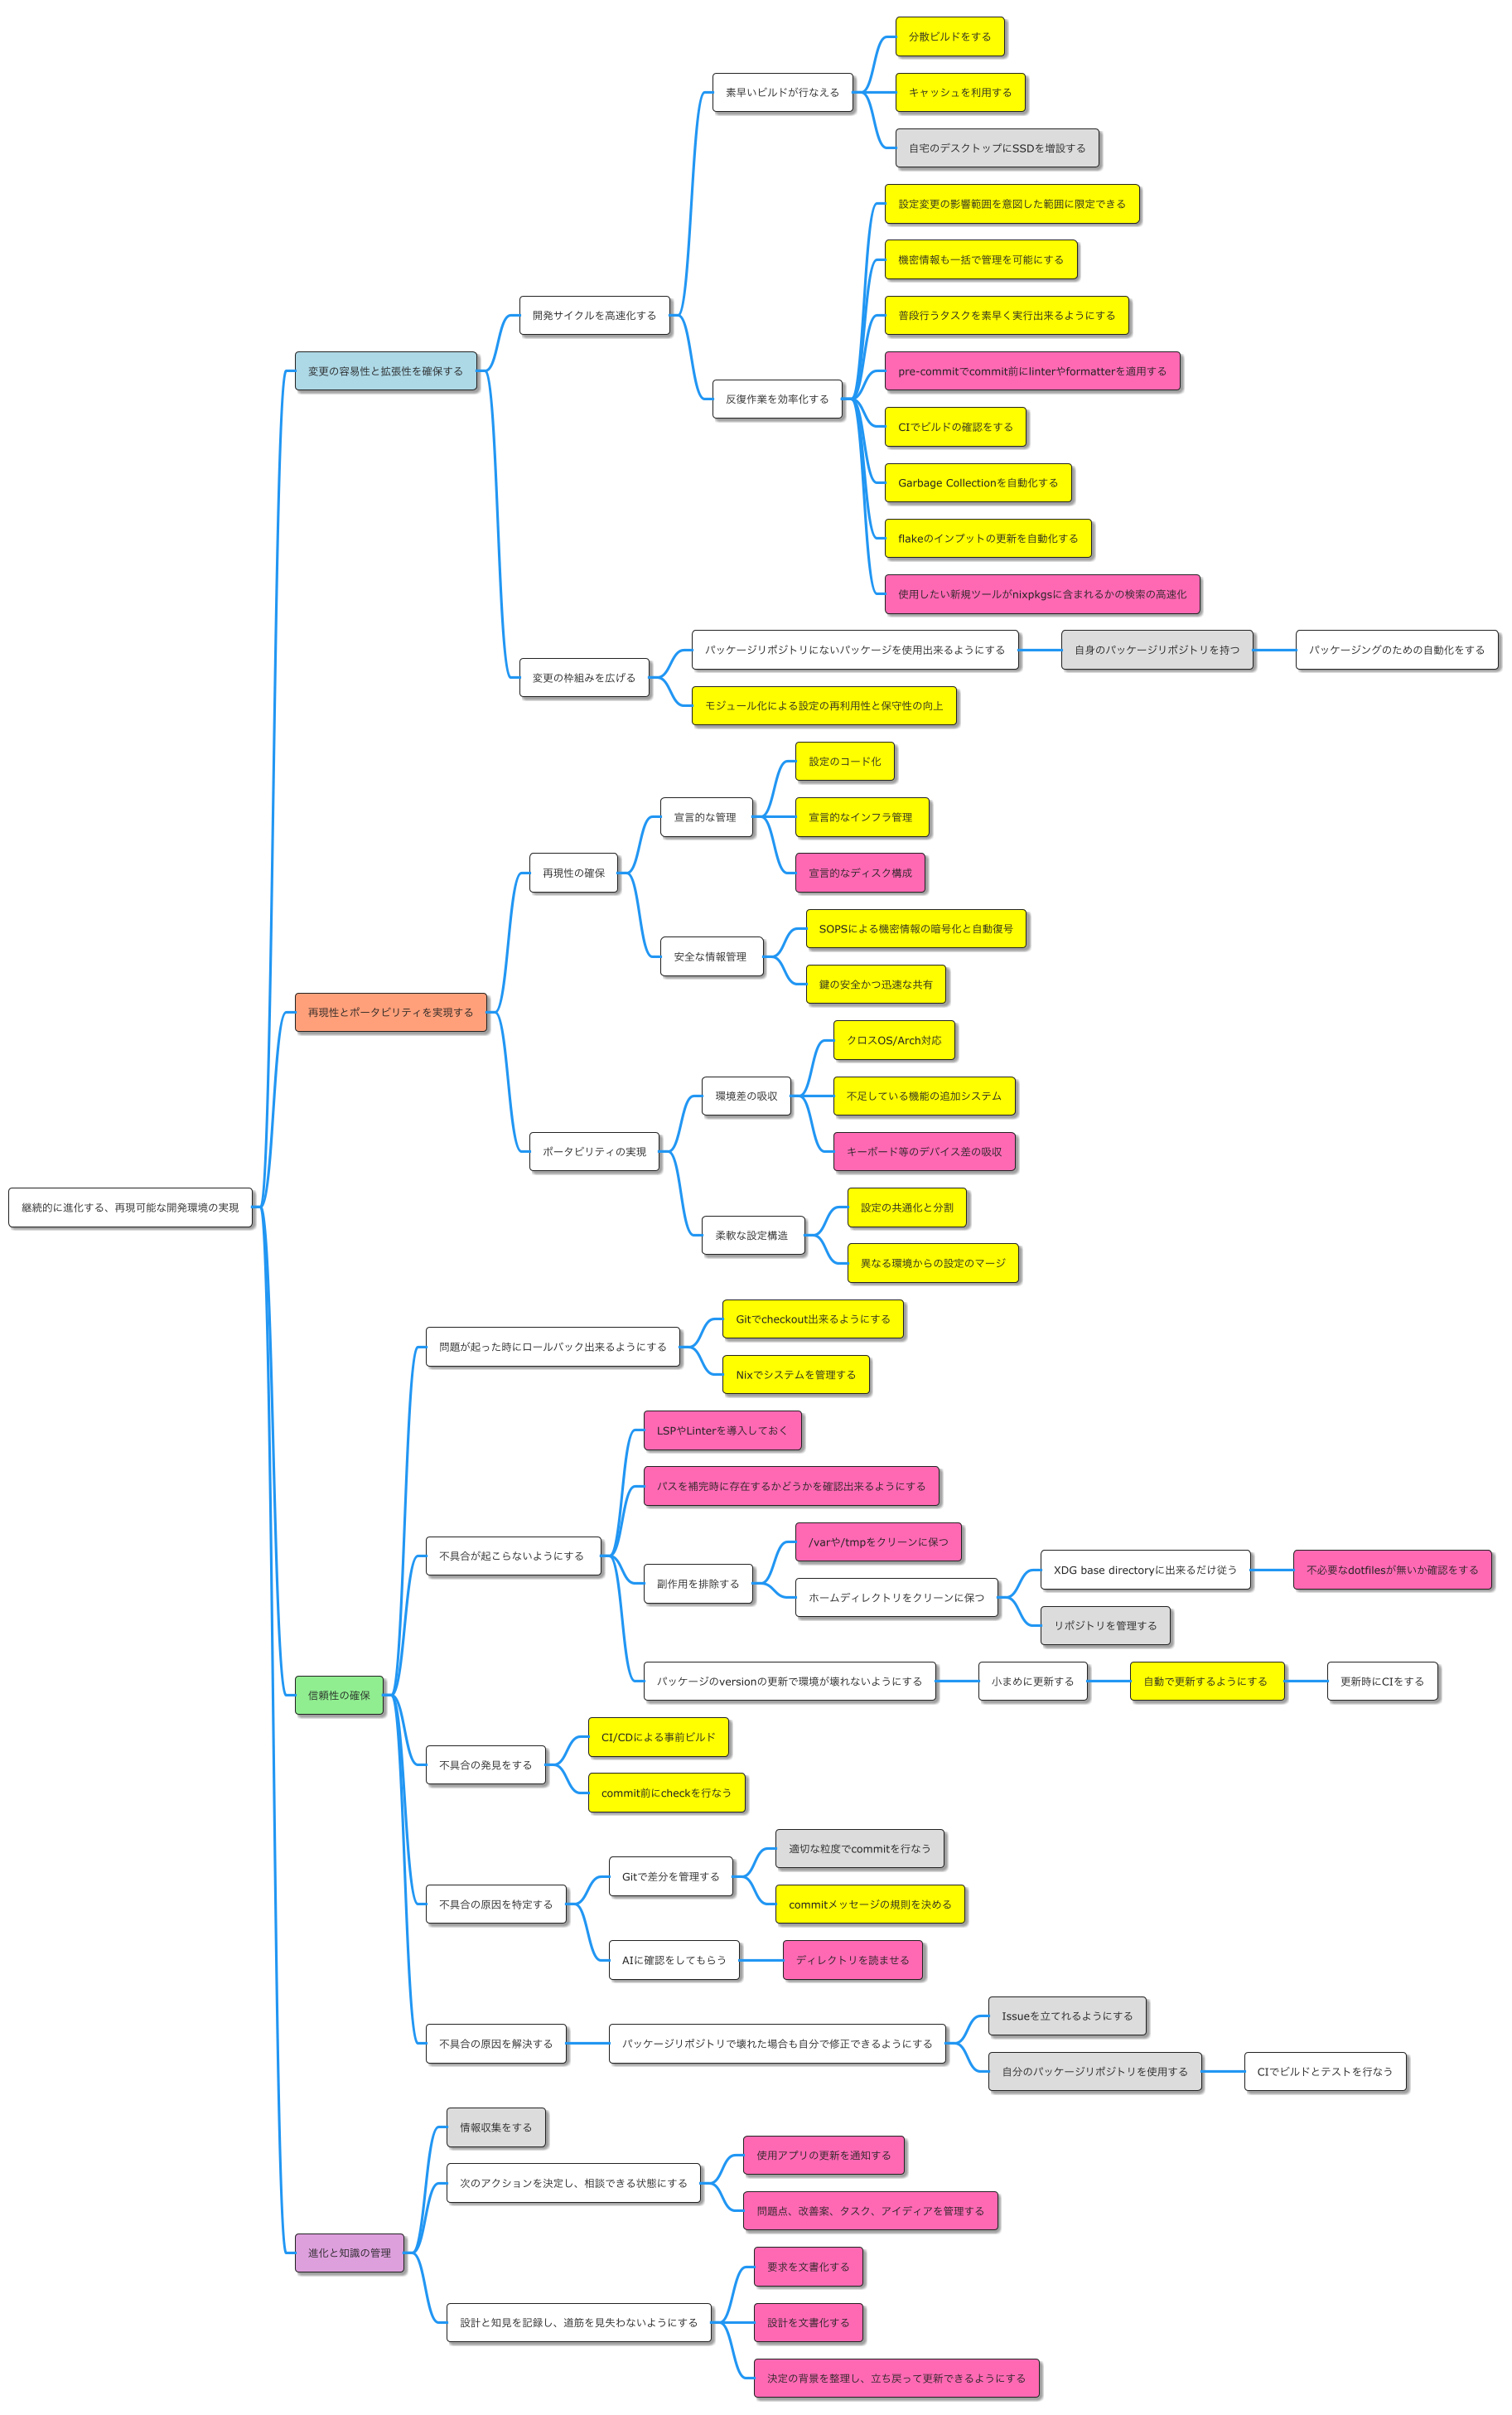 分散ビルドをする
キャッシュを利用する
素早いビルドが行なえる
自宅のデスクトップにSSDを増設する
設定変更の影響範囲を意図した範囲に限定できる
機密情報も一括で管理を可能にする
開発サイクルを高速化する
普段行うタスクを素早く実行出来るようにする
変更の容易性と拡張性を確保する
pre-commitでcommit前にlinterやformatterを適用する
反復作業を効率化する
CIでビルドの確認をする
Garbage Collectionを自動化する
flakeのインプットの更新を自動化する
使用したい新規ツールがnixpkgsに含まれるかの検索の高速化
パッケージリポジトリにないパッケージを使用出来るようにする
自身のパッケージリポジトリを持つ
パッケージングのための自動化をする
変更の枠組みを広げる
モジュール化による設定の再利用性と保守性の向上
設定のコード化
宣言的な管理
宣言的なインフラ管理
再現性の確保
宣言的なディスク構成
SOPSによる機密情報の暗号化と自動復号
安全な情報管理
鍵の安全かつ迅速な共有
再現性とポータビリティを実現する
クロスOS/Arch対応
環境差の吸収
不足している機能の追加システム
ポータビリティの実現
キーボード等のデバイス差の吸収
継続的に進化する、再現可能な開発環境の実現
設定の共通化と分割
柔軟な設定構造
異なる環境からの設定のマージ
Gitでcheckout出来るようにする
問題が起った時にロールバック出来るようにする
Nixでシステムを管理する
LSPやLinterを導入しておく
パスを補完時に存在するかどうかを確認出来るようにする
不具合が起こらないようにする
/varや/tmpをクリーンに保つ
副作用を排除する
XDG base directoryに出来るだけ従う
不必要なdotfilesが無いか確認をする
ホームディレクトリをクリーンに保つ
リポジトリを管理する
パッケージのversionの更新で環境が壊れないようにする
小まめに更新する
自動で更新するようにする
更新時にCIをする
信頼性の確保
CI/CDによる事前ビルド
不具合の発見をする
commit前にcheckを行なう
適切な粒度でcommitを行なう
Gitで差分を管理する
不具合の原因を特定する
commitメッセージの規則を決める
AIに確認をしてもらう
ディレクトリを読ませる
Issueを立てれるようにする
不具合の原因を解決する
パッケージリポジトリで壊れた場合も自分で修正できるようにする
自分のパッケージリポジトリを使用する
CIでビルドとテストを行なう
情報収集をする
使用アプリの更新を通知する
次のアクションを決定し、相談できる状態にする
問題点、改善案、タスク、アイディアを管理する
進化と知識の管理
要求を文書化する
設計と知見を記録し、道筋を見失わないようにする
設計を文書化する
決定の背景を整理し、立ち戻って更新できるようにする